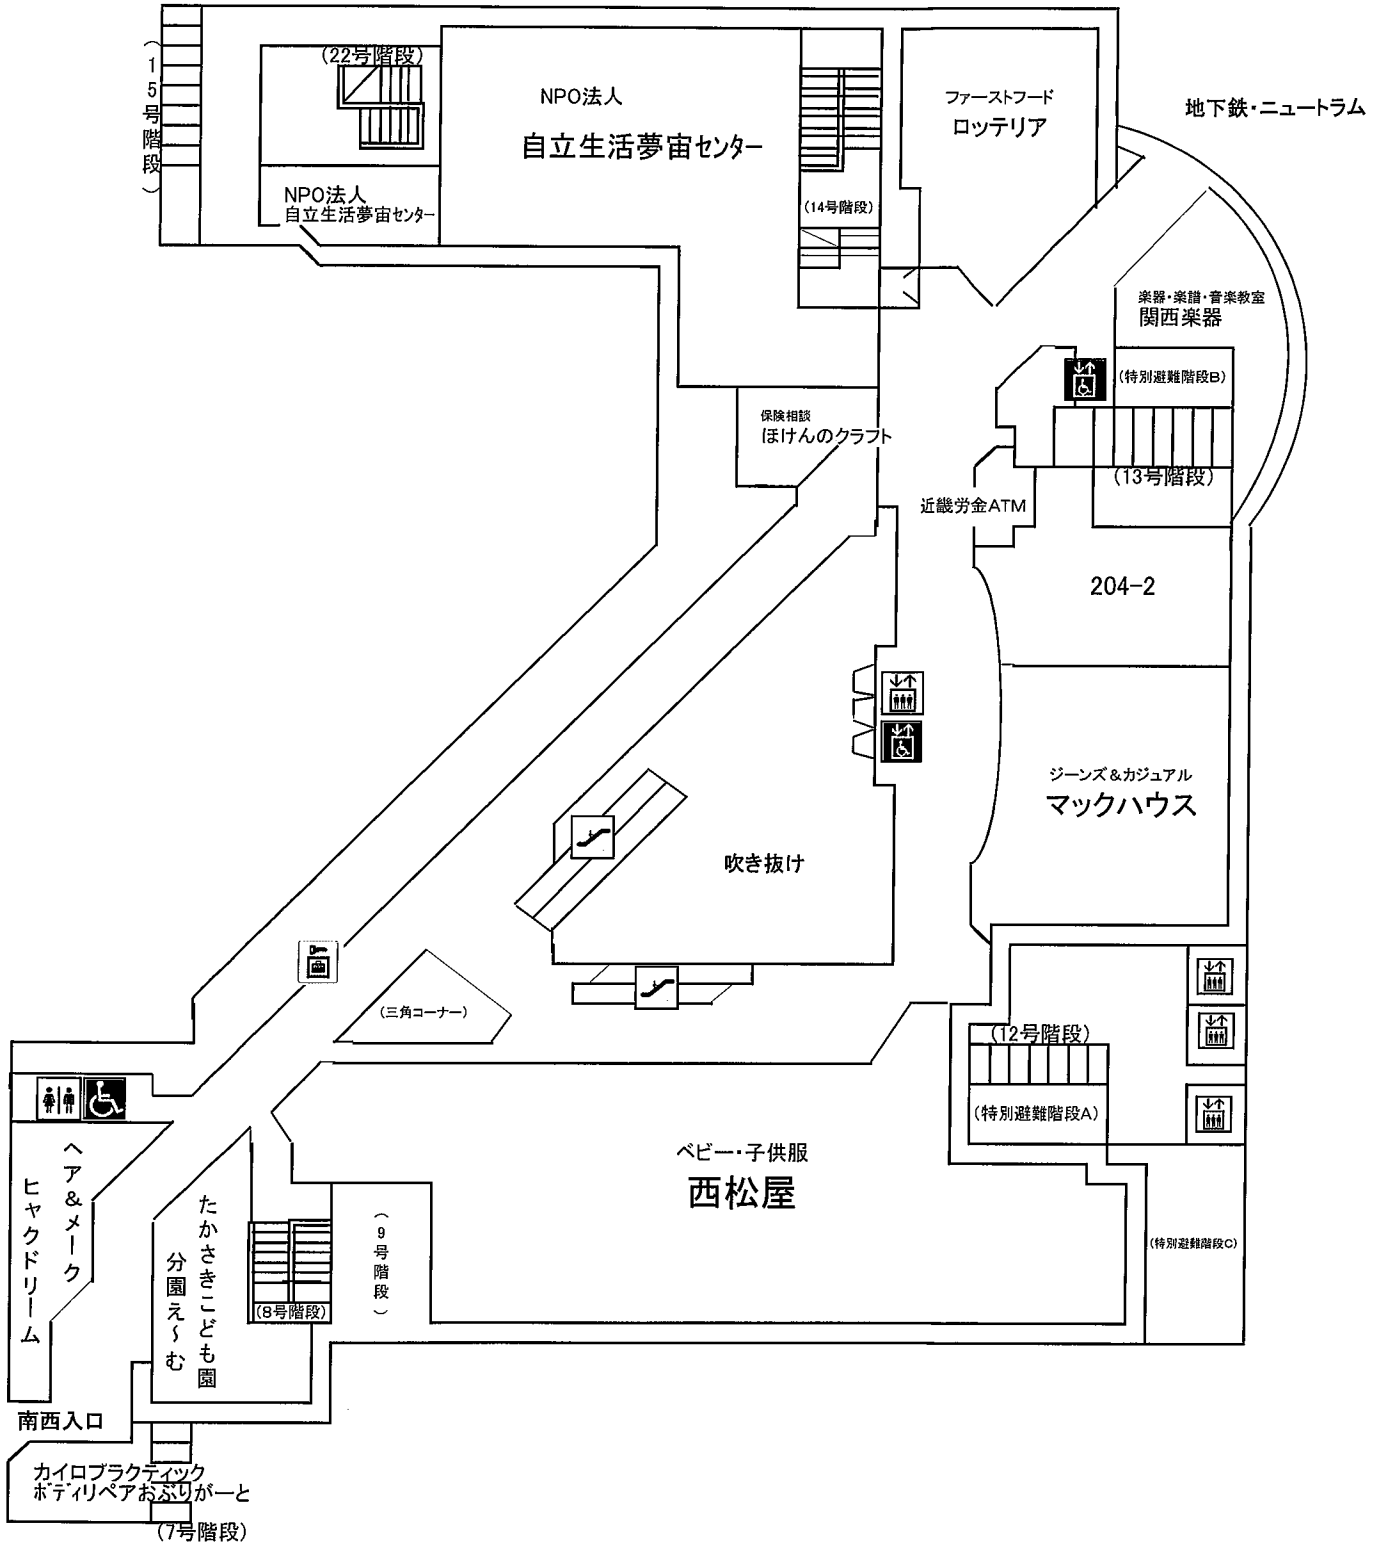 (15号階段)
(22号階段)
NPO法人
自立生活夢宙センター
NPO法人
自立生活夢宙センター
(14号階段)
ファーストフード
ロッテリア
地下鉄・ニュートラム
楽器・楽譜・音楽教室
関西楽器
(特別避難階段B)
(13号階段)
保険相談
ほけんのクラフト
近畿労金ATM
204-2
ジーンズ&カジュアル
マックハウス
吹き抜け
(三角コーナー)
(12号階段)
(特別避難階段A)
(特別避難階段C)
ベビー・子供服
西松屋
(9号階段)
(8号階段)
たかさきこども園
分園え~む
ヘア&メーク
ヒャクドリーム
南西入口
カイロプラクティック
ボディリペアおぶりがーと
(7号階段)